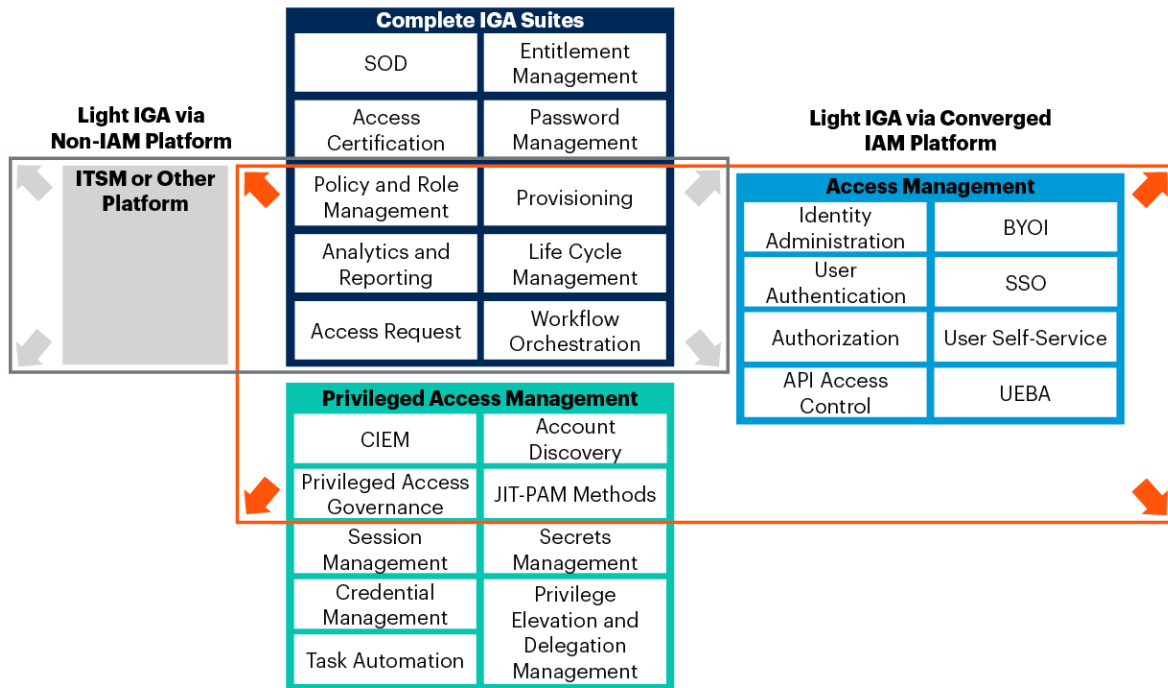 Complete IGA Suites
SOD
Entitlement
Management
Access
Certification
Password
Management
Policy and Role
Management
Provisioning
Analytics and
Reporting
Life Cycle
Management
Access Request
Workflow
Orchestration
Light IGA via
Non-IAM Platform
ITSM or Other
Platform
Light IGA via Converged
IAM Platform
Access Management
Identity
Administration
BYOI
User
Authentication
SSO
Authorization
User Self-Service
API Access
Control
UEBA
Privileged Access Management
CIEM
Account
Discovery
Privileged Access
Governance
JIT-PAM Methods
Session
Management
Secrets
Management
Credential
Management
Privilege
Elevation and
Delegation
Management
Task Automation